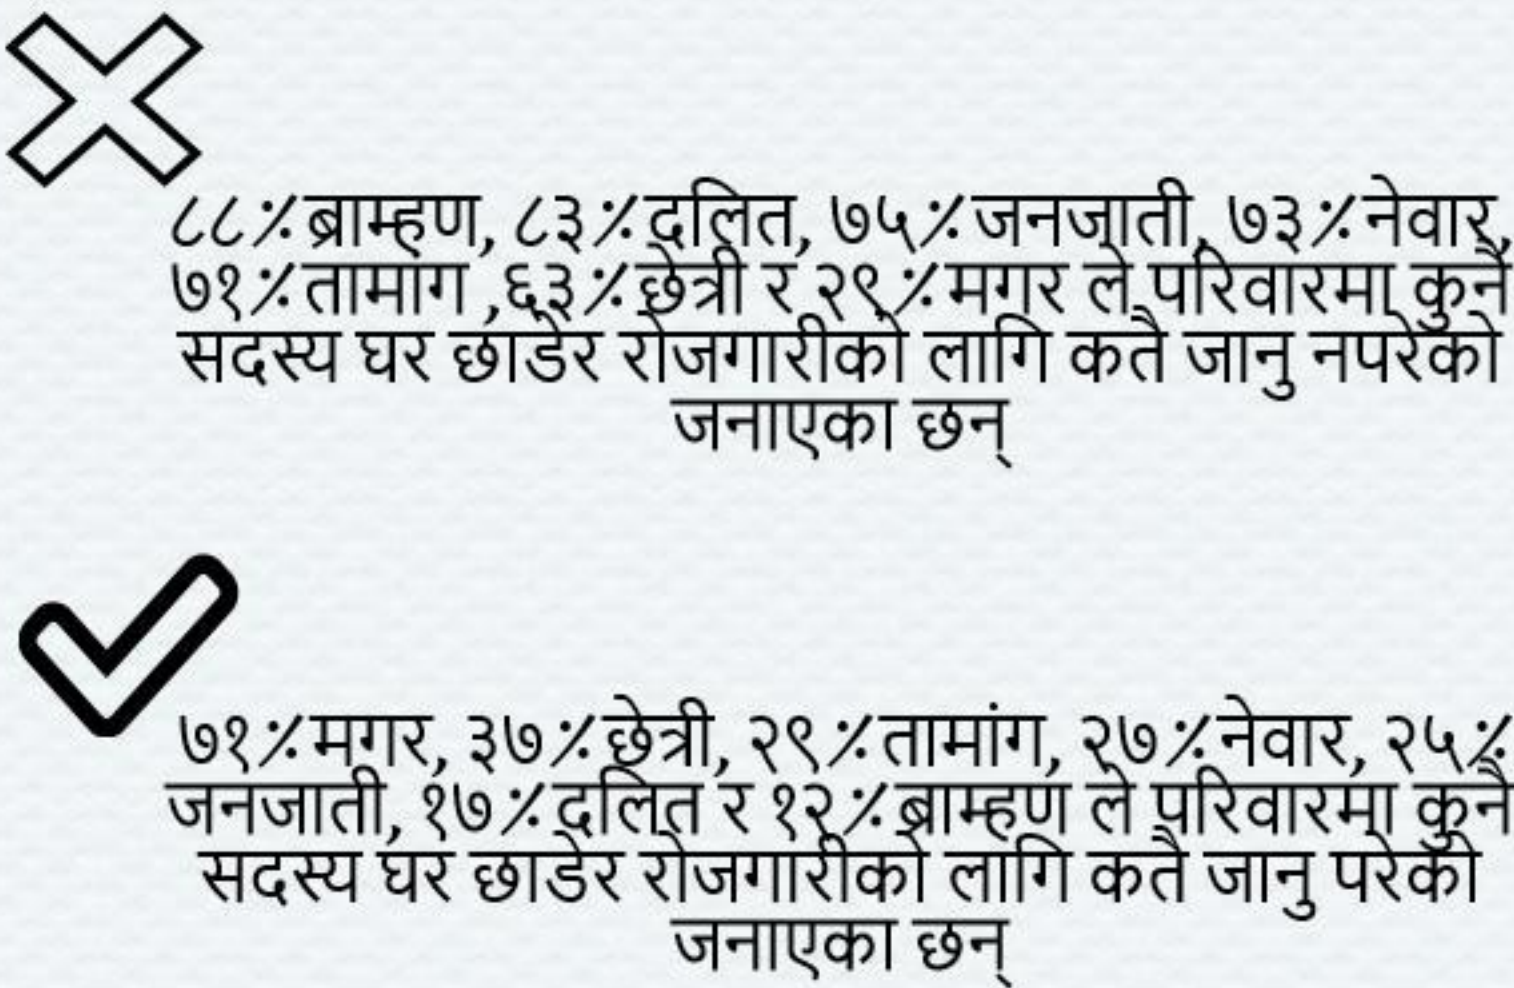 ८८%ब्राम्हण, ८३%दलित, ७५%जनजाती, ७३%नेवार,
७१%तामांग ,६३%छेत्री र २९%मगर ले परिवारमा कुनै
सदस्य घर छाडेर रोजगारीको लागि कतै जानु नपरेको
जनाएका छन्
७१%मगर, ३७%छेत्री, २९%तामांग, २७%नेवार, २५%
जनजाती, १७%दलित र १२%ब्राम्हण ले परिवारमा कुनै
सदस्य घर छाडेर रोजगारीको लागि कतै जानु परेको
जनाएका छन्